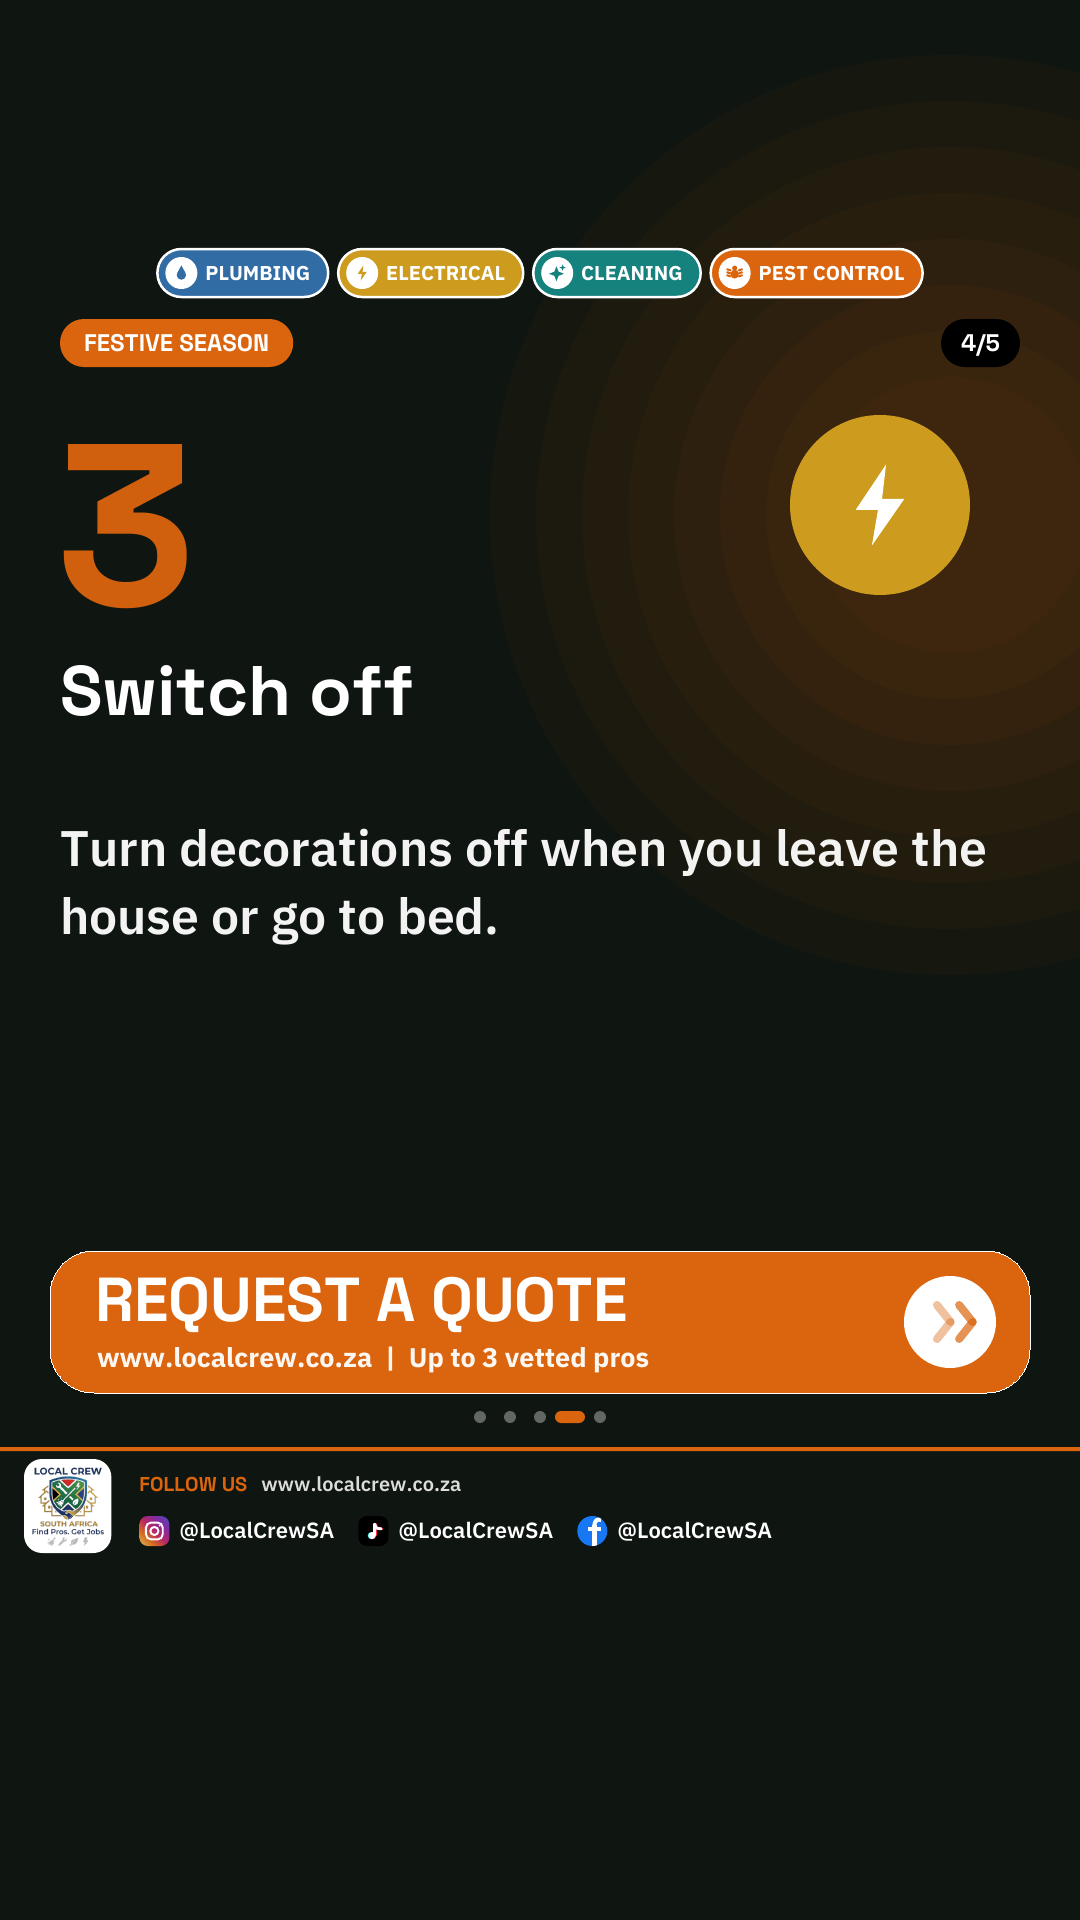 PLUMBING ELECTRICAL CLEANING PEST CONTROL
FESTIVE SEASON 4/5
3
Switch off
Turn decorations off when you leave the
house or go to bed.
REQUEST A QUOTE
www.localcrew.co.za | Up to 3 vetted pros
LOCAL CREW
SOUTH AFRICA
Find Pros. Get Jobs
FOLLOW US www.localcrew.co.za
@LocalCrewSA @LocalCrewSA @LocalCrewSA